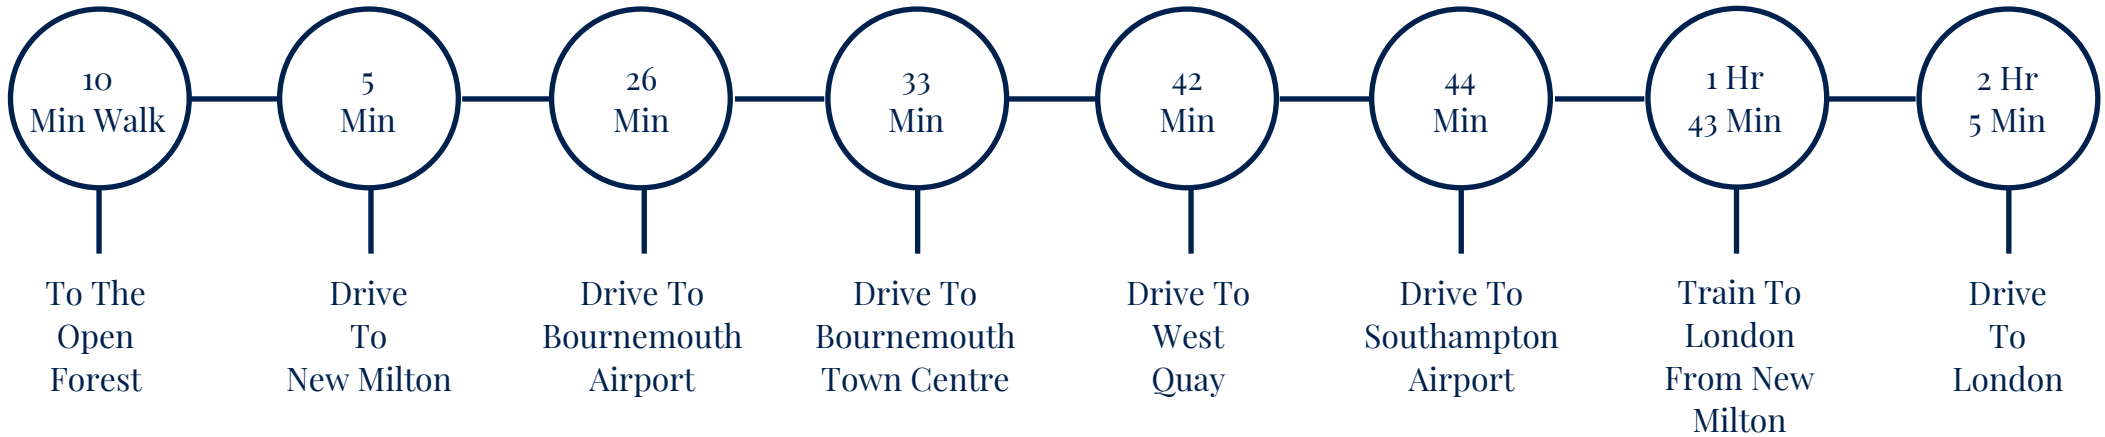 10
Min Walk
To The
Open
Forest
5
Min
Drive
To
New Milton
26
Min
Drive To
Bournemouth
Airport
33
Min
Drive To
Bournemouth
Town Centre
42
Min
Drive To
West
Quay
44
Min
Drive To
Southampton
Airport
1 Hr
43 Min
Train To
London
From New
Milton
2 Hr
5 Min
Drive
To
London